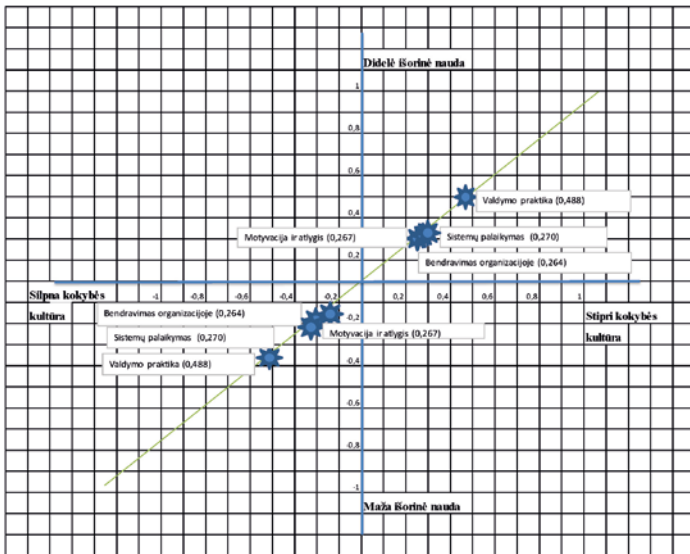 Didelė išorinė nauda
1
0,8
0,6
Valdymo praktika (0,488)
0,4
Motyvacija ir atlygis (0,267)
Sistemų palaikymas (0,270)
0,2
Bendravimas organizacijoje (0,264)
Silpna kokybės
kultūra
-1
-0,8
-0,6
-0,4
-0,2
0,2
0,4
0,6
0,8
1
Stipri kokybės
kultūra
Bendravimas organizacijoje (0,264)
-0,2
Sistemų palaikymas (0,270)
Motyvacija ir atlygis (0,267)
Valdymo praktika (0,488)
-0,4
-0,6
-0,8
-1
Maža išorinė nauda